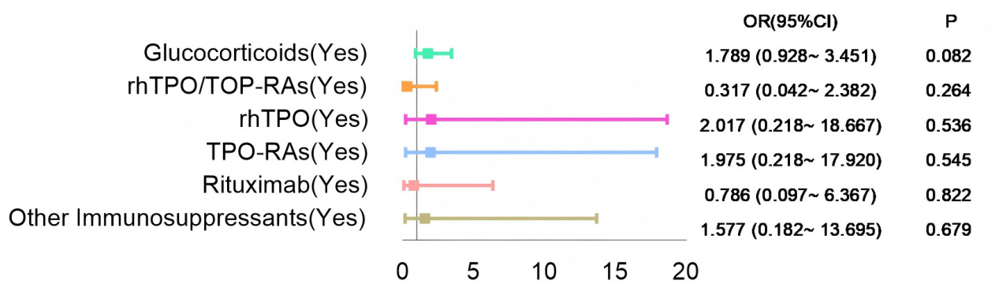 OR(95%CI) P
Glucocorticoids(Yes) 1.789 (0.928~ 3.451) 0.082
rhTPO/TOP-RAs(Yes) 0.317 (0.042~ 2.382) 0.264
rhTPO(Yes) 2.017 (0.218~ 18.667) 0.536
TPO-RAs(Yes) 1.975 (0.218~ 17.920) 0.545
Rituximab(Yes) 0.786 (0.097~ 6.367) 0.822
Other Immunosuppressants(Yes) 1.577 (0.182~ 13.695) 0.679
0 5 10 15 20